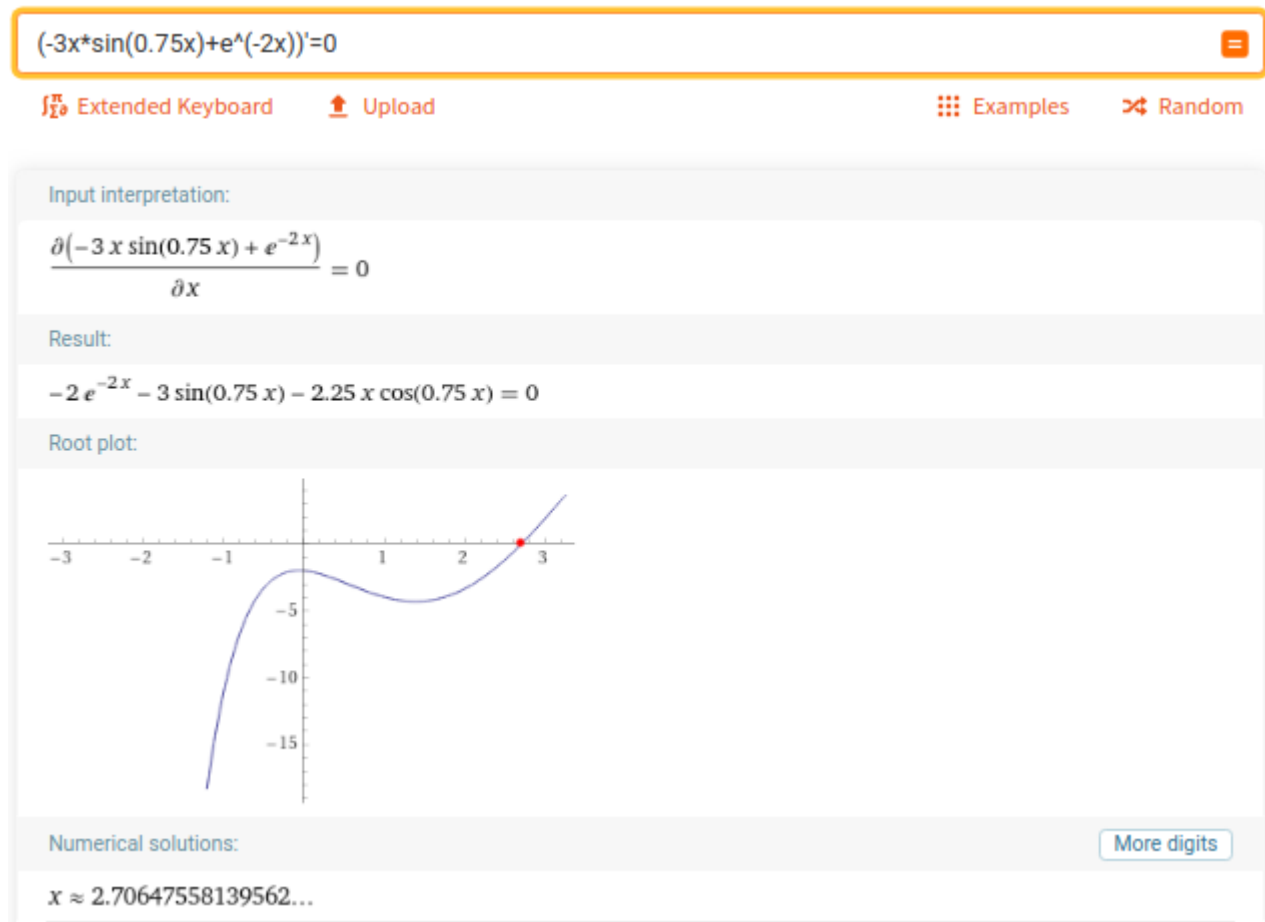 (-3x*sin(0.75x)+e^(-2x))'=0
=
∫π Σ∂ Extended Keyboard Upload Examples Random
Input interpretation:
∂(−3 x sin(0.75 x) + e^(−2 x))
/∂x = 0
Result:
−2 e^(−2 x) − 3 sin(0.75 x) − 2.25 x cos(0.75 x) = 0
Root plot:
−3 −2 −1 1 2 3
−5
−10
−15
Numerical solutions: More digits
x ≈ 2.70647558139562...